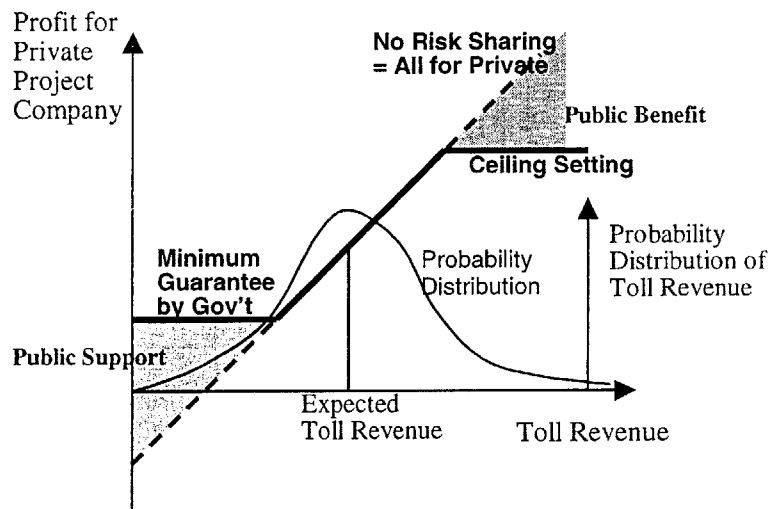 Profit for
Private
Project
Company
No Risk Sharing
= All for Private
Public Benefit
Ceiling Setting
Minimum
Guarantee
by Gov't
Probability
Distribution
Probability
Distribution of
Toll Revenue
Public Support
Expected
Toll Revenue
Toll Revenue